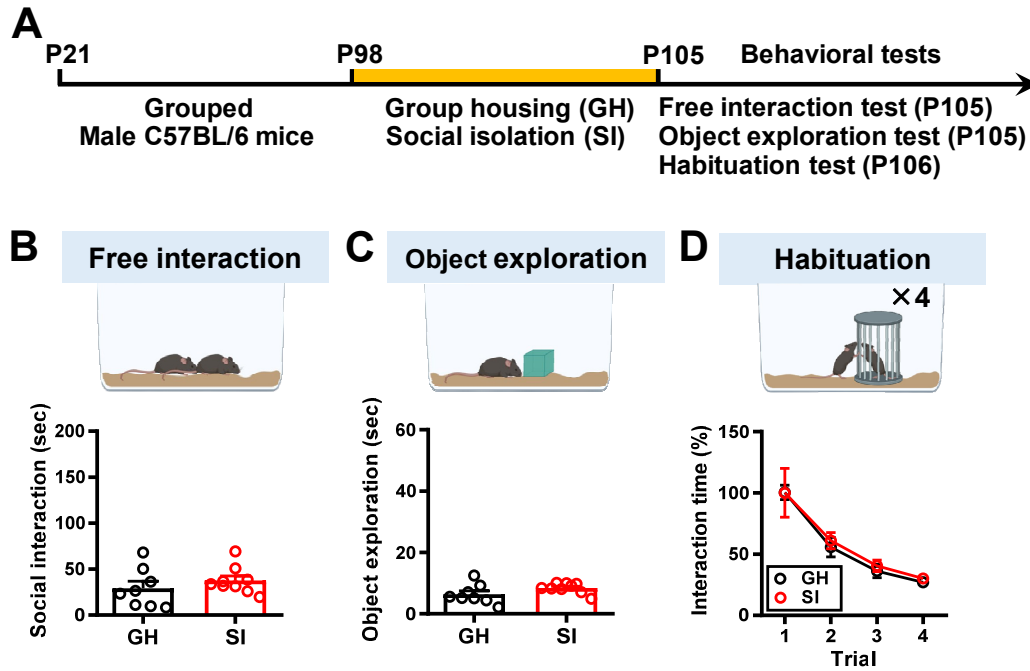 A
P21 P98 P105 Behavioral tests
Grouped
Male C57BL/6 mice
Group housing (GH)
Social isolation (SI)
Free interaction test (P105)
Object exploration test (P105)
Habituation test (P106)
B
Free interaction
Social interaction (sec)
200
150
100
50
0
GH SI
C
Object exploration
Object exploration (sec)
60
40
20
0
GH SI
D
Habituation
×4
Interaction time (%)
150
100
50
0
GH
SI
1 2 3 4
Trial